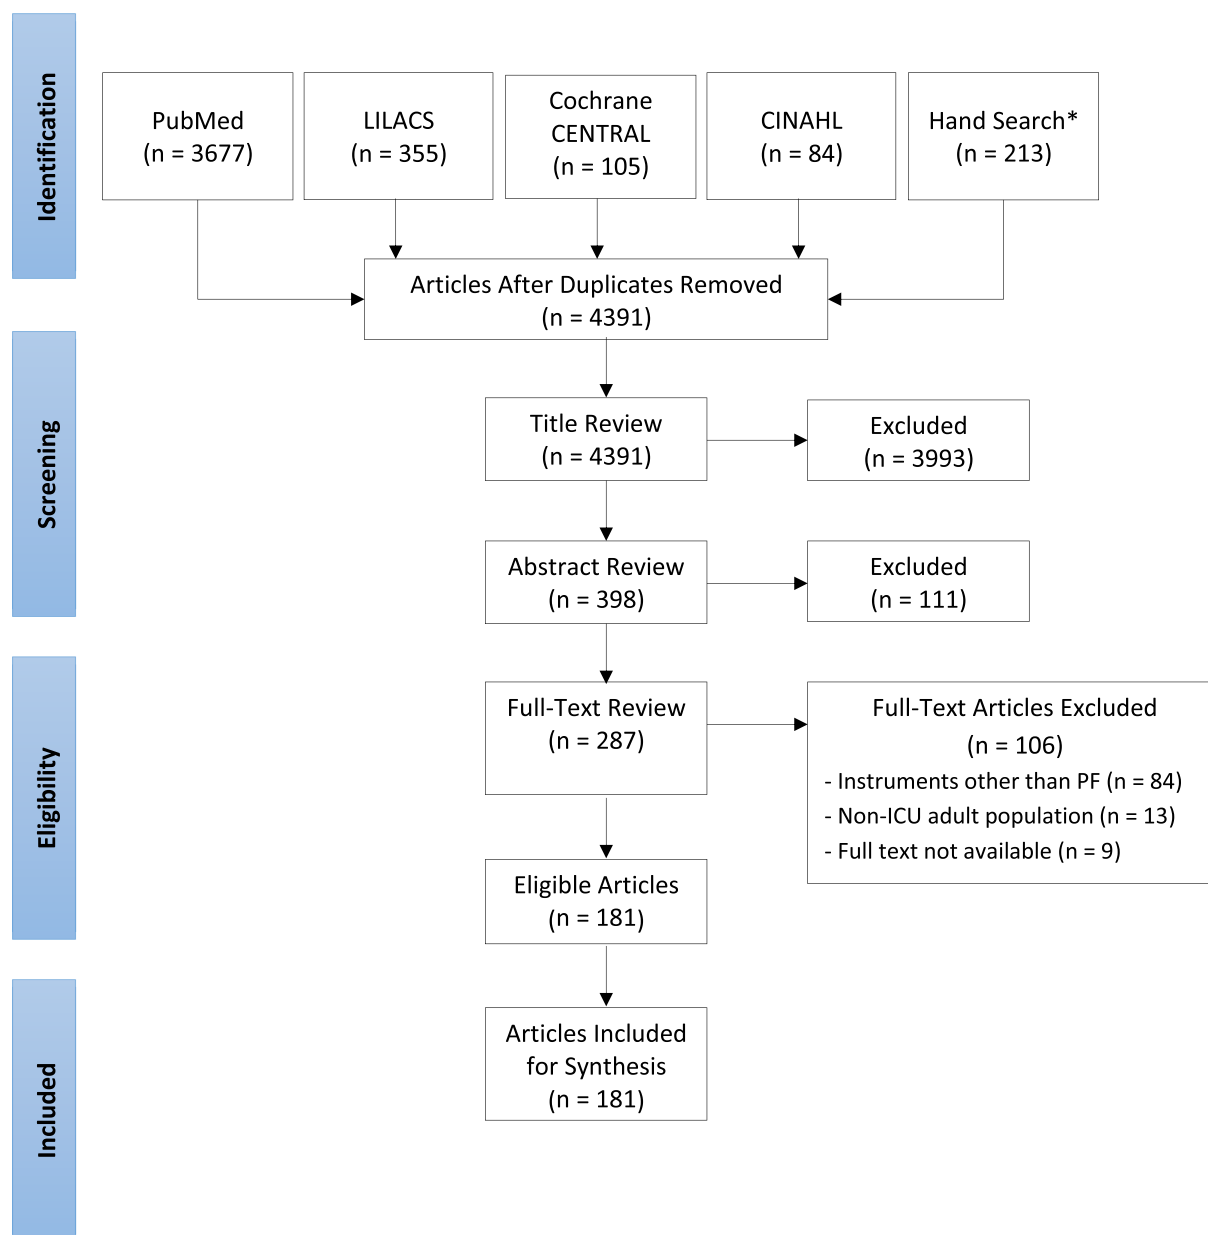 Identification
PubMed
(n = 3677)
LILACS
(n = 355)
Cochrane
CENTRAL
(n = 105)
CINAHL
(n = 84)
Hand Search*
(n = 213)
Articles After Duplicates Removed
(n = 4391)
Screening
Title Review
(n = 4391)
Excluded
(n = 3993)
Abstract Review
(n = 398)
Excluded
(n = 111)
Eligibility
Full-Text Review
(n = 287)
Full-Text Articles Excluded
(n = 106)
- Instruments other than PF (n = 84)
- Non-ICU adult population (n = 13)
- Full text not available (n = 9)
Eligible Articles
(n = 181)
Included
Articles Included
for Synthesis
(n = 181)